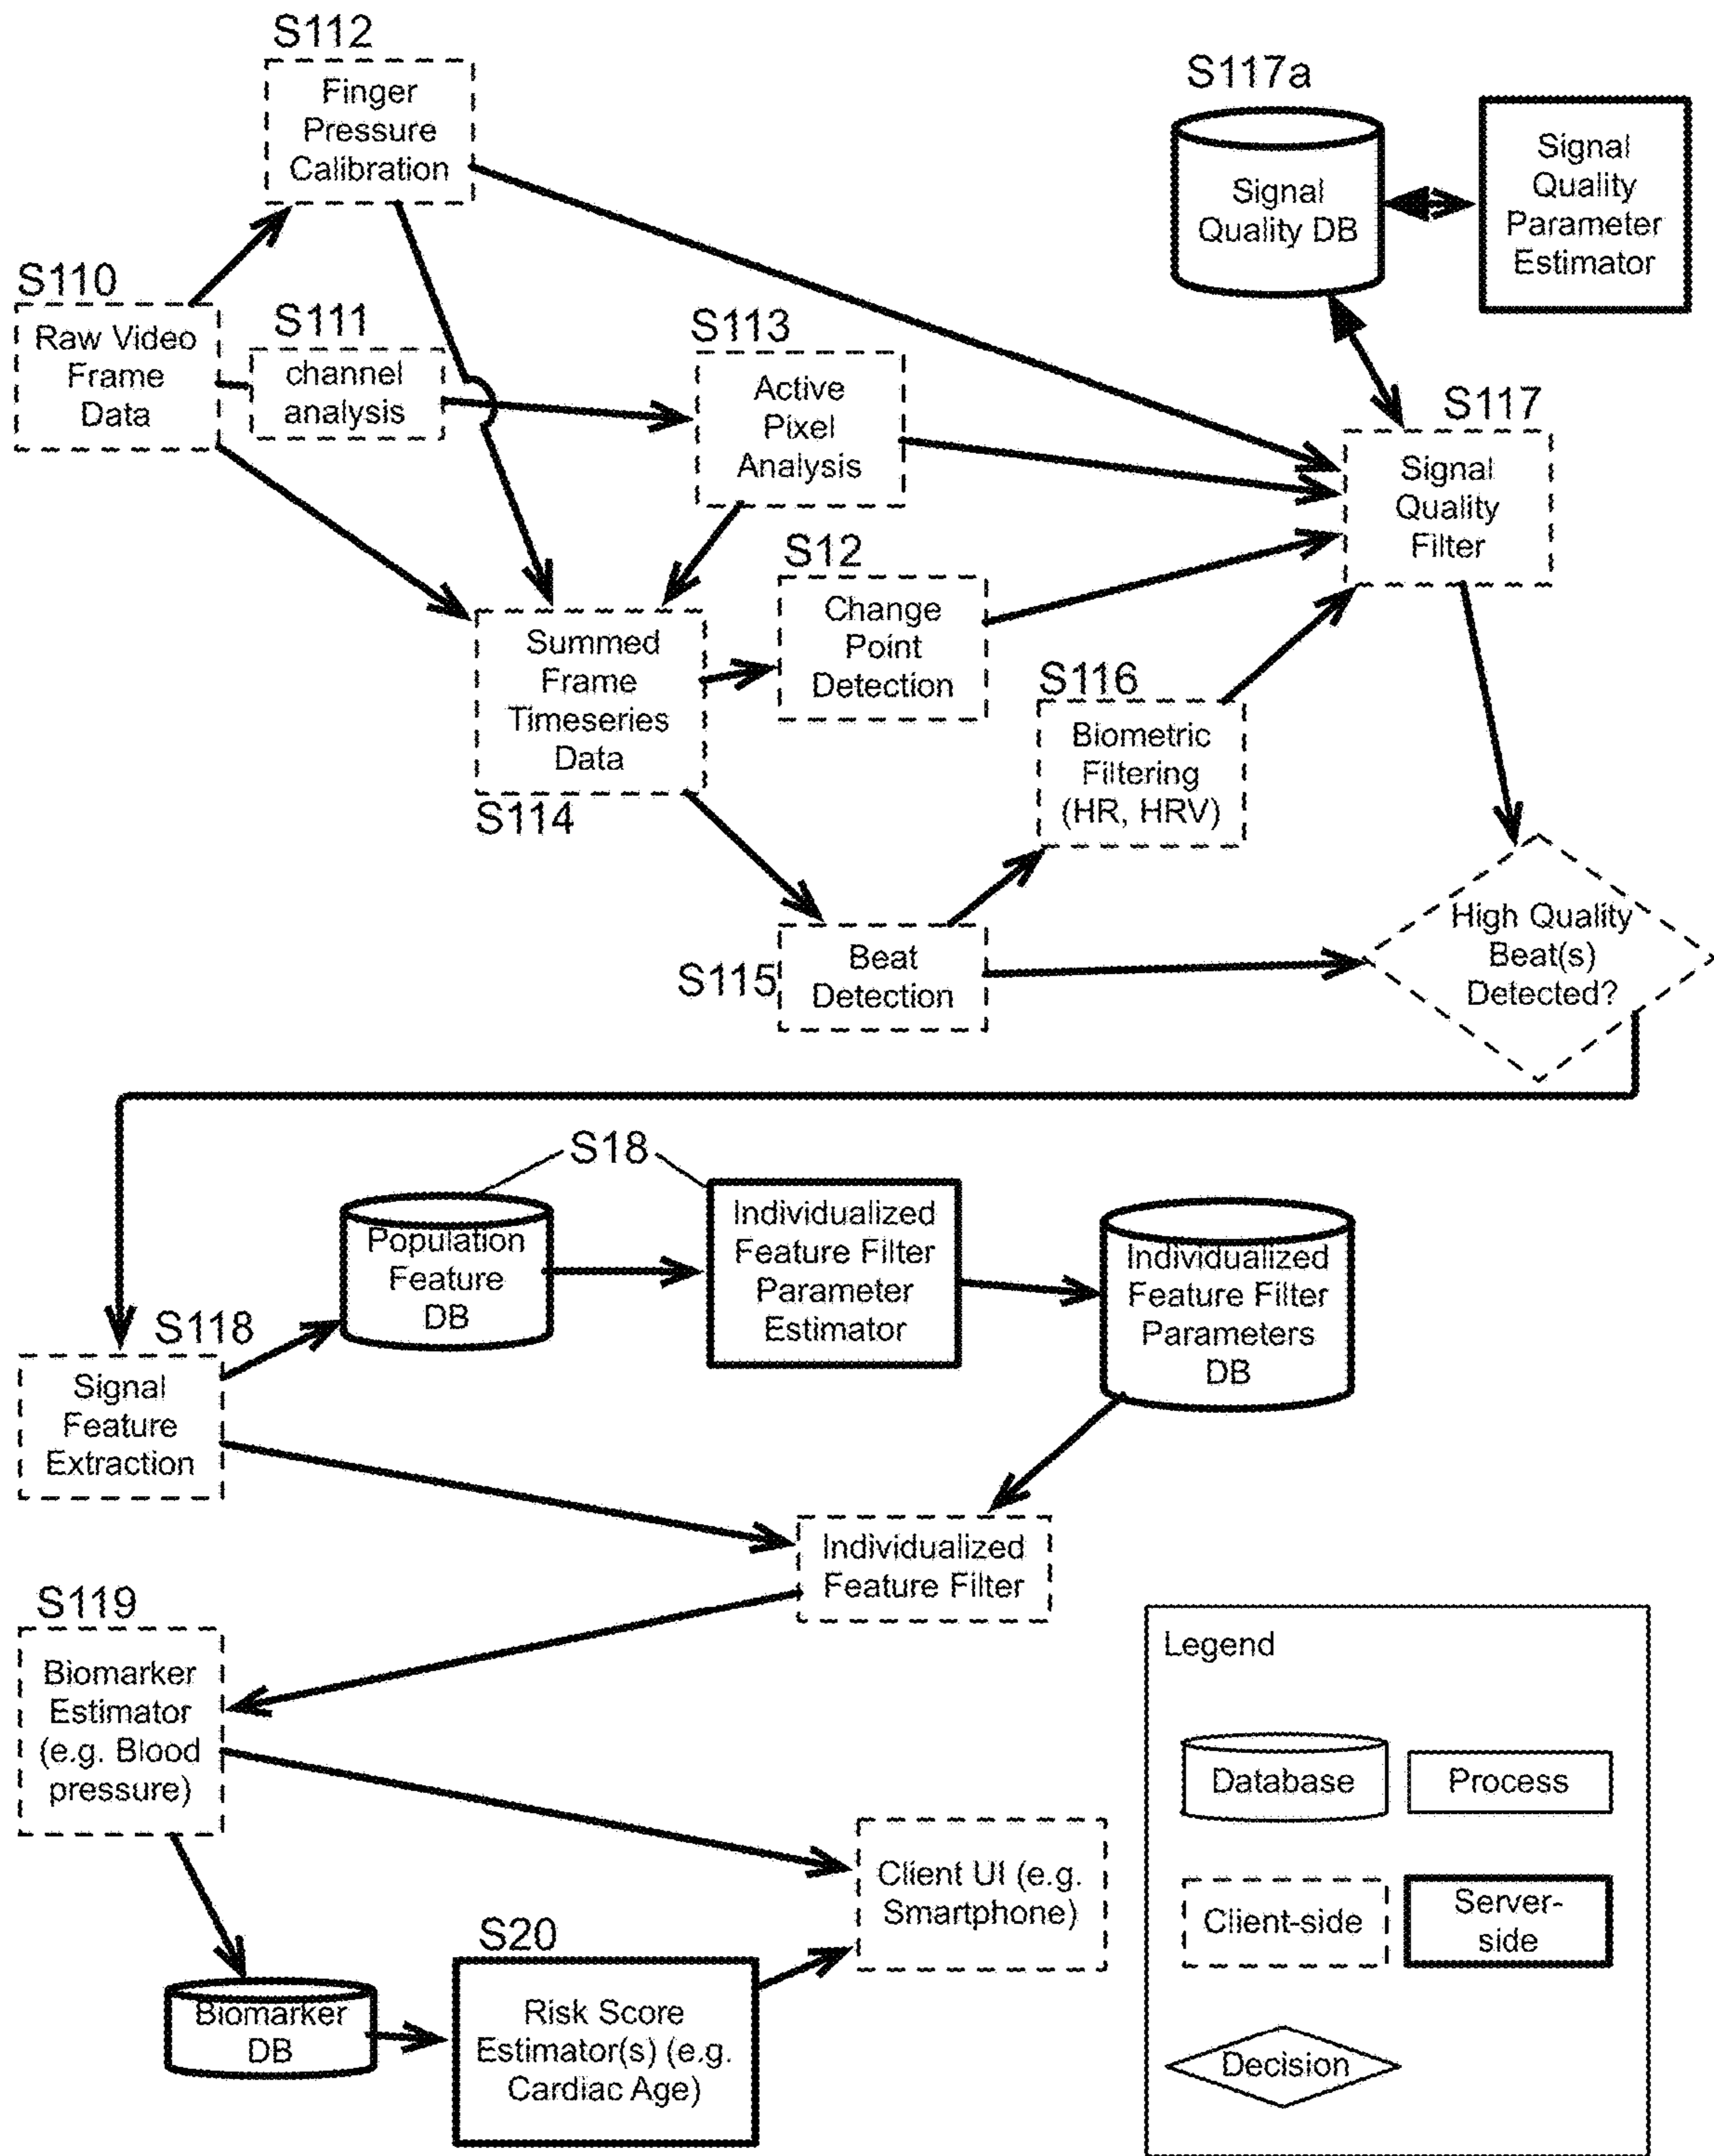 S112
Finger
Pressure
Calibration
S117a
Signal
Quality DB
Signal
Quality
Parameter
Estimator
S110
Raw Video
Frame
Data
S111
channel
analysis
S113
Active
Pixel
Analysis
S117
Signal
Quality
Filter
S12
Change
Point
Detection
Summed
Frame
Timeseries
Data
S114
S116
Biometric
Filtering
(HR, HRV)
S115
Beat
Detection
High Quality
Beat(s)
Detected?
S18
Population
Feature
DB
Individualized
Feature Filter
Parameter
Estimator
Individualized
Feature Filter
Parameters
DB
S118
Signal
Feature
Extraction
Individualized
Feature Filter
S119
Biomarker
Estimator
(e.g. Blood
pressure)
Client UI (e.g.
Smartphone)
S20
Biomarker
DB
Risk Score
Estimator(s) (e.g.
Cardiac Age)
Legend
Database
Process
Client-side
Server-
side
Decision